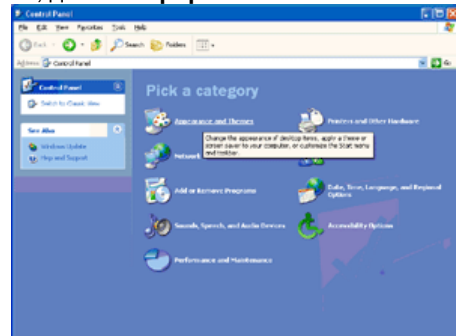 Control Panel
File Edit View Favorites Tools Help
Back Search Folders
Address Control Panel Go
Control Panel
Switch to Classic View
See Also
Windows Update
Help and Support
Pick a category
Appearance and Themes
Printers and Other Hardware
Change the appearance of desktop items, apply a theme or
screen saver to your computer, or customize the Start menu
and taskbar.
Network
Add or Remove Programs
Date, Time, Language, and Regional
Options
Sounds, Speech, and Audio Devices
Accessibility Options
Performance and Maintenance